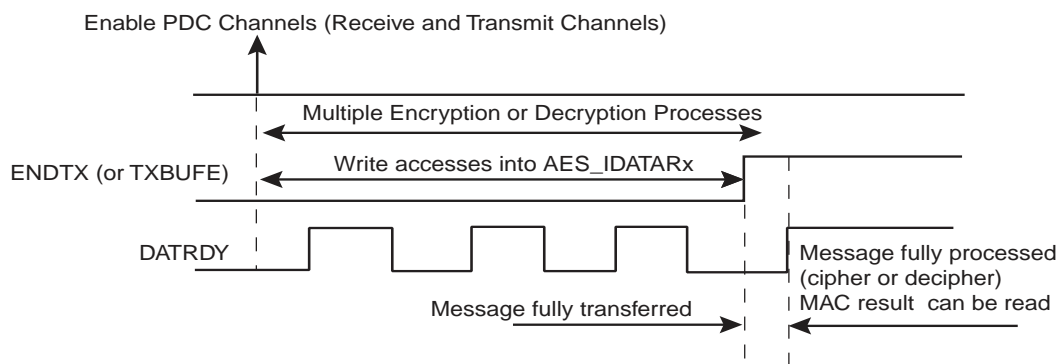 Enable PDC Channels (Receive and Transmit Channels)
Multiple Encryption or Decryption Processes
ENDTX (or TXBUFE)
Write accesses into AES_IDATARx
DATRDY
Message fully processed
(cipher or decipher)
MAC result can be read
Message fully transferred